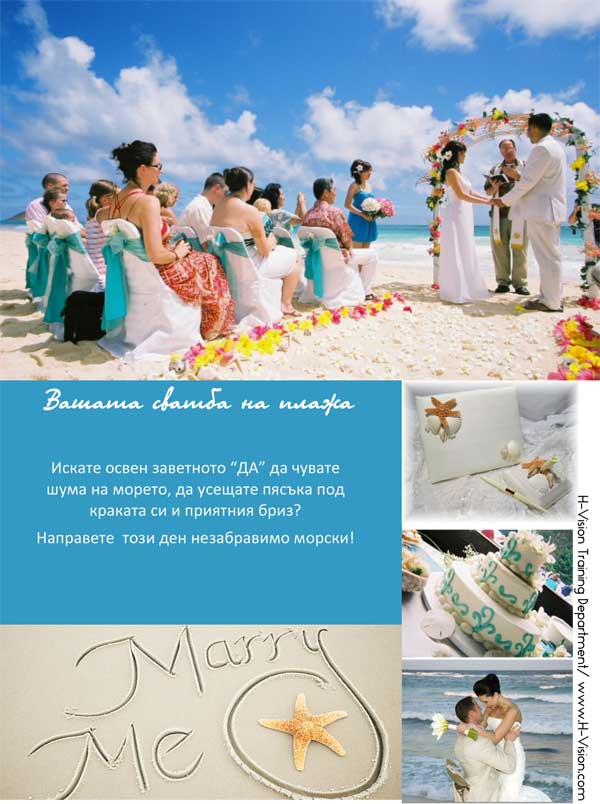 Вашата сватба на плажа
Искате освен заветното “ДА” да чувате
шума на морето, да усещате пясъка под
краката си и приятния бриз?
Направете този ден незабравимо морски!
Marry
Me
H-Vision Training Department/ www.H-Vision.com